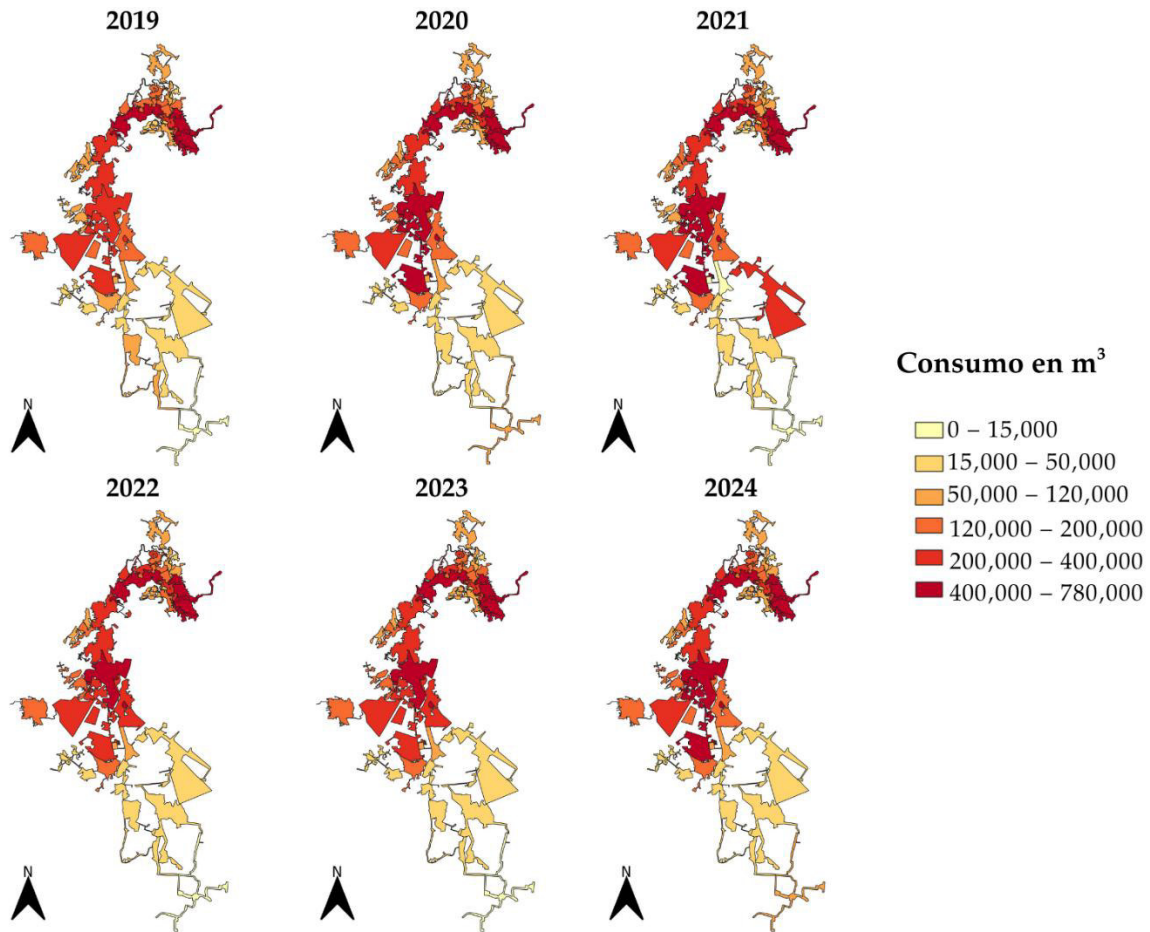 2019
2020
2021
N
N
N
2022
2023
2024
N
N
N
Consumo en m³
0 – 15,000
15,000 – 50,000
50,000 – 120,000
120,000 – 200,000
200,000 – 400,000
400,000 – 780,000